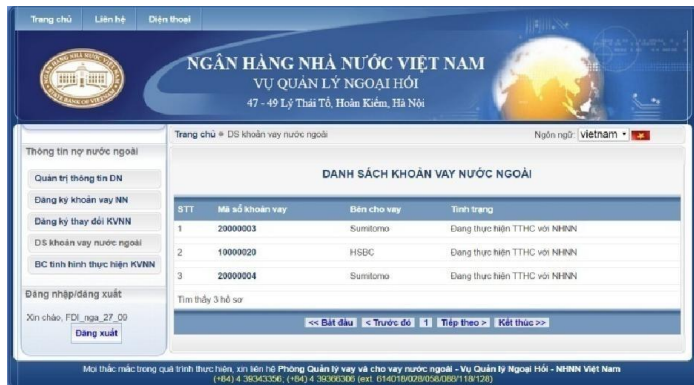 Trang chủ Liên hệ Điện thoại
NGÂN HÀNG NHÀ NƯỚC VIỆT NAM
VỤ QUẢN LÝ NGOẠI HỐI
47 - 49 Lý Thái Tổ, Hoàn Kiếm, Hà Nội
Trang chủ DS khoản vay nước ngoài
Ngôn ngữ: vietnam
Thông tin nợ nước ngoài
Quản trị thông tin DN
Đăng ký khoản vay NN
Đăng ký thay đổi KVNN
DS khoản vay nước ngoài
BC tình hình thực hiện KVNN
Đăng nhập/đăng xuất
Xin chào, FDI_nga_27_09
Đăng xuất
DANH SÁCH KHOẢN VAY NƯỚC NGOÀI
STT Mã số khoản vay Bên cho vay Tình trạng
1 20000003 Sumitomo Đang thực hiện TTHC với NHNN
2 10000020 HSBC Đang thực hiện TTHC với NHNN
3 20000004 Sumitomo Đang thực hiện TTHC với NHNN
Tìm thấy 3 hồ sơ
<< Bắt đầu < Trước đó 1 Tiếp theo > Kết thúc >>
Mọi thắc mắc trong quá trình thực hiện, xin liên hệ Phòng Quản lý vay và cho vay nước ngoài - Vụ Quản lý Ngoại Hối - NHNN Việt Nam
(+84) 4 39343356; (+84) 4 39366306 (ext. 614018/028/058/088/118/128)